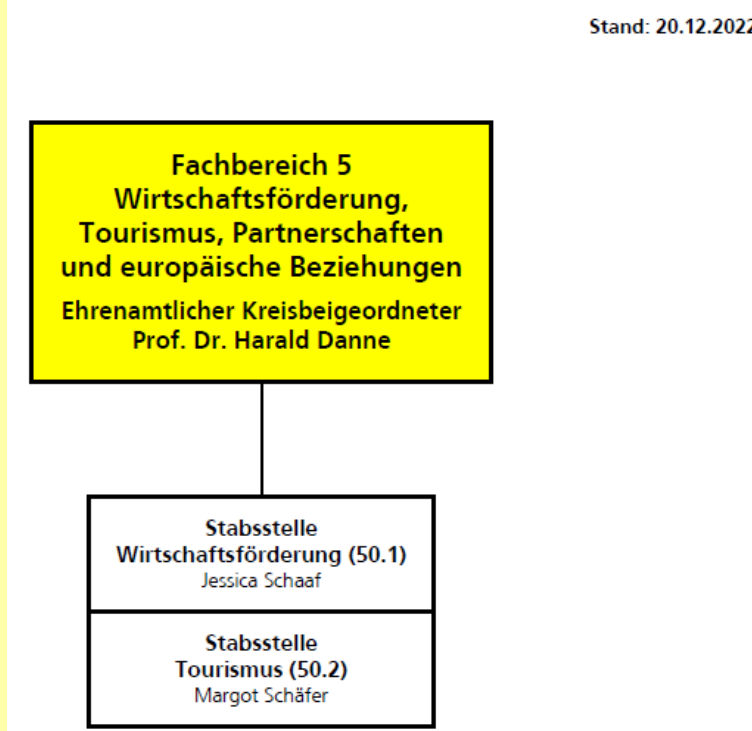 Stand: 20.12.2022
Fachbereich 5
Wirtschaftsförderung,
Tourismus, Partnerschaften
und europäische Beziehungen
Ehrenamtlicher Kreisbeigeordneter
Prof. Dr. Harald Danne
Stabsstelle
Wirtschaftsförderung (50.1)
Jessica Schaaf
Stabsstelle
Tourismus (50.2)
Margot Schäfer